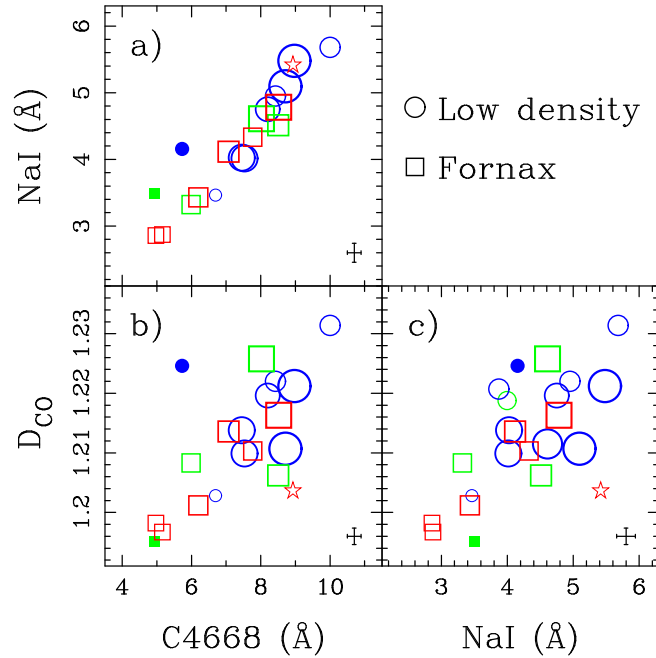 a)
6
5
4
3
NaI (Å)
Low density
Fornax
b)
c)
1.23
1.22
1.21
1.2
D_CO
4 6 8 10
3 4 5 6
C4668 (Å)
NaI (Å)